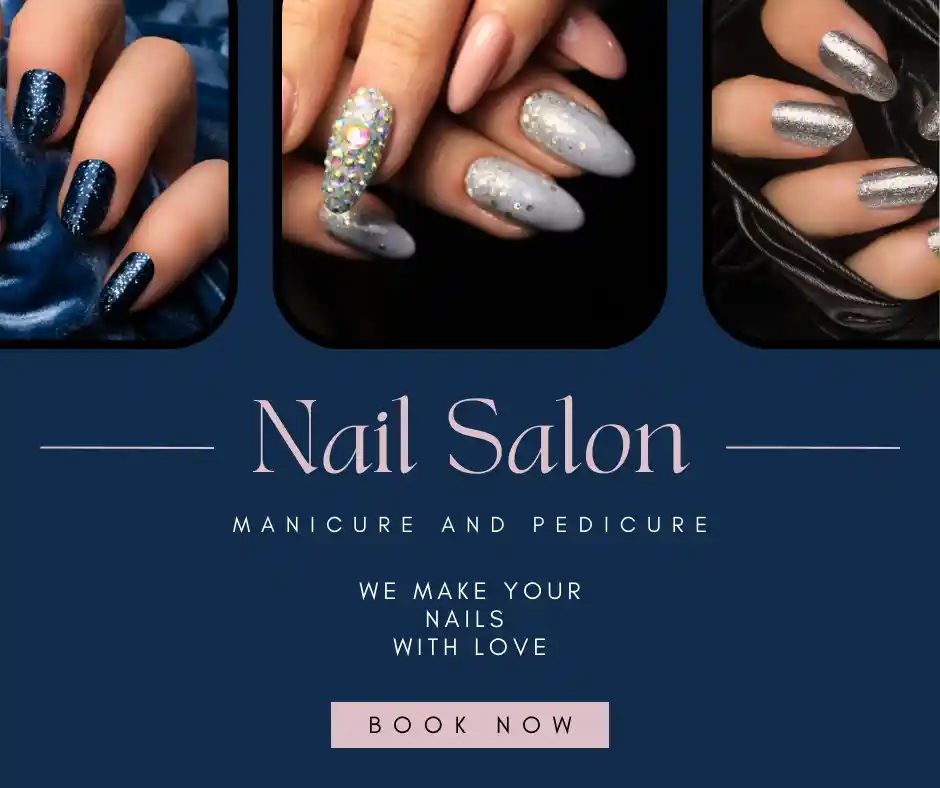 Nail Salon
MANICURE AND PEDICURE
WE MAKE YOUR
NAILS
WITH LOVE
BOOK NOW